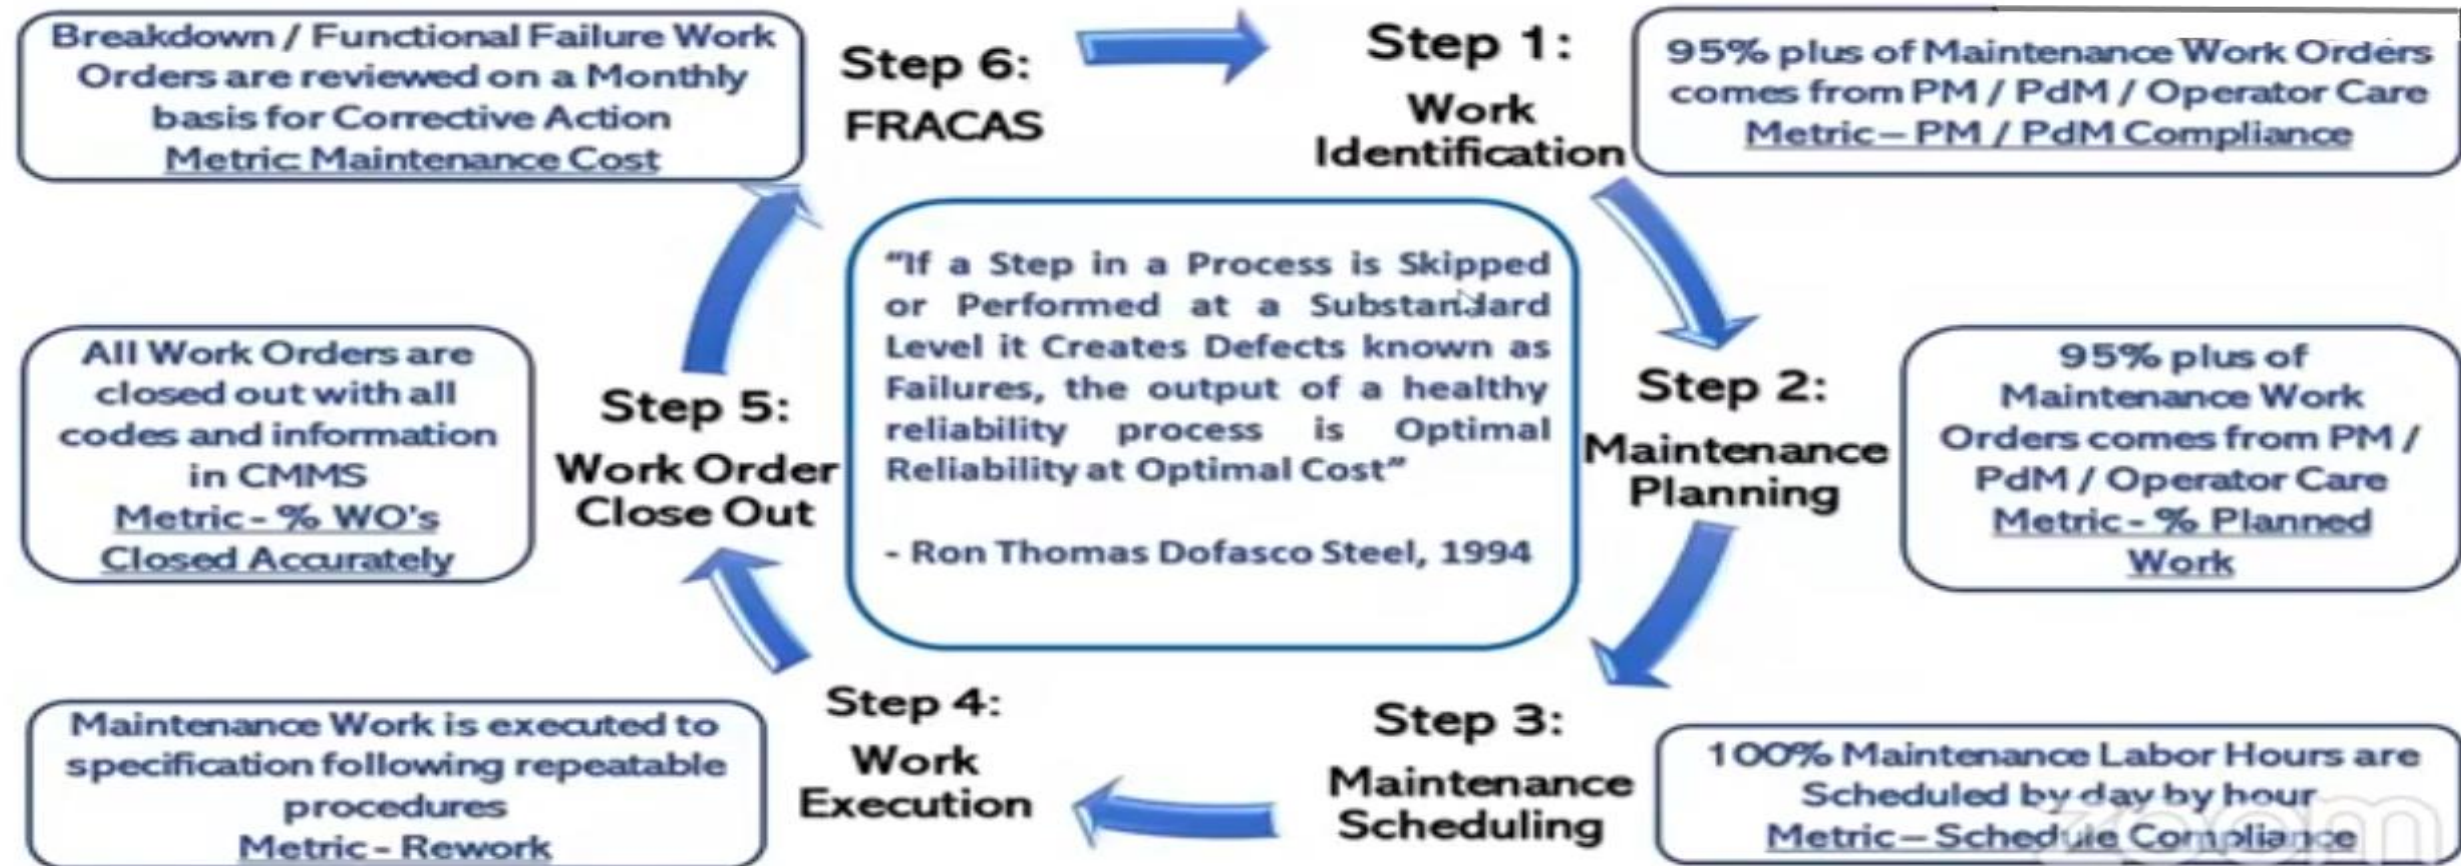 Breakdown / Functional Failure Work
Orders are reviewed on a Monthly
basis for Corrective Action
Metric: Maintenance Cost
Step 6:
FRACAS
Step 1:
Work
Identification
95% plus of Maintenance Work Orders
comes from PM / PdM / Operator Care
Metric – PM / PdM Compliance
"If a Step in a Process is Skipped
or Performed at a Substandard
Level it Creates Defects known as
Failures, the output of a healthy
reliability process is Optimal
Reliability at Optimal Cost"
- Ron Thomas Dofasco Steel, 1994
All Work Orders are
closed out with all
codes and information
in CMMS
Metric - % WO's
Closed Accurately
Step 5:
Work Order
Close Out
Step 2:
Maintenance
Planning
95% plus of
Maintenance Work
Orders comes from PM /
PdM / Operator Care
Metric - % Planned
Work
Maintenance Work is executed to
specification following repeatable
procedures
Metric - Rework
Step 4:
Work
Execution
Step 3:
Maintenance
Scheduling
100% Maintenance Labor Hours are
Scheduled by day by hour
Metric – Schedule Compliance
zoom